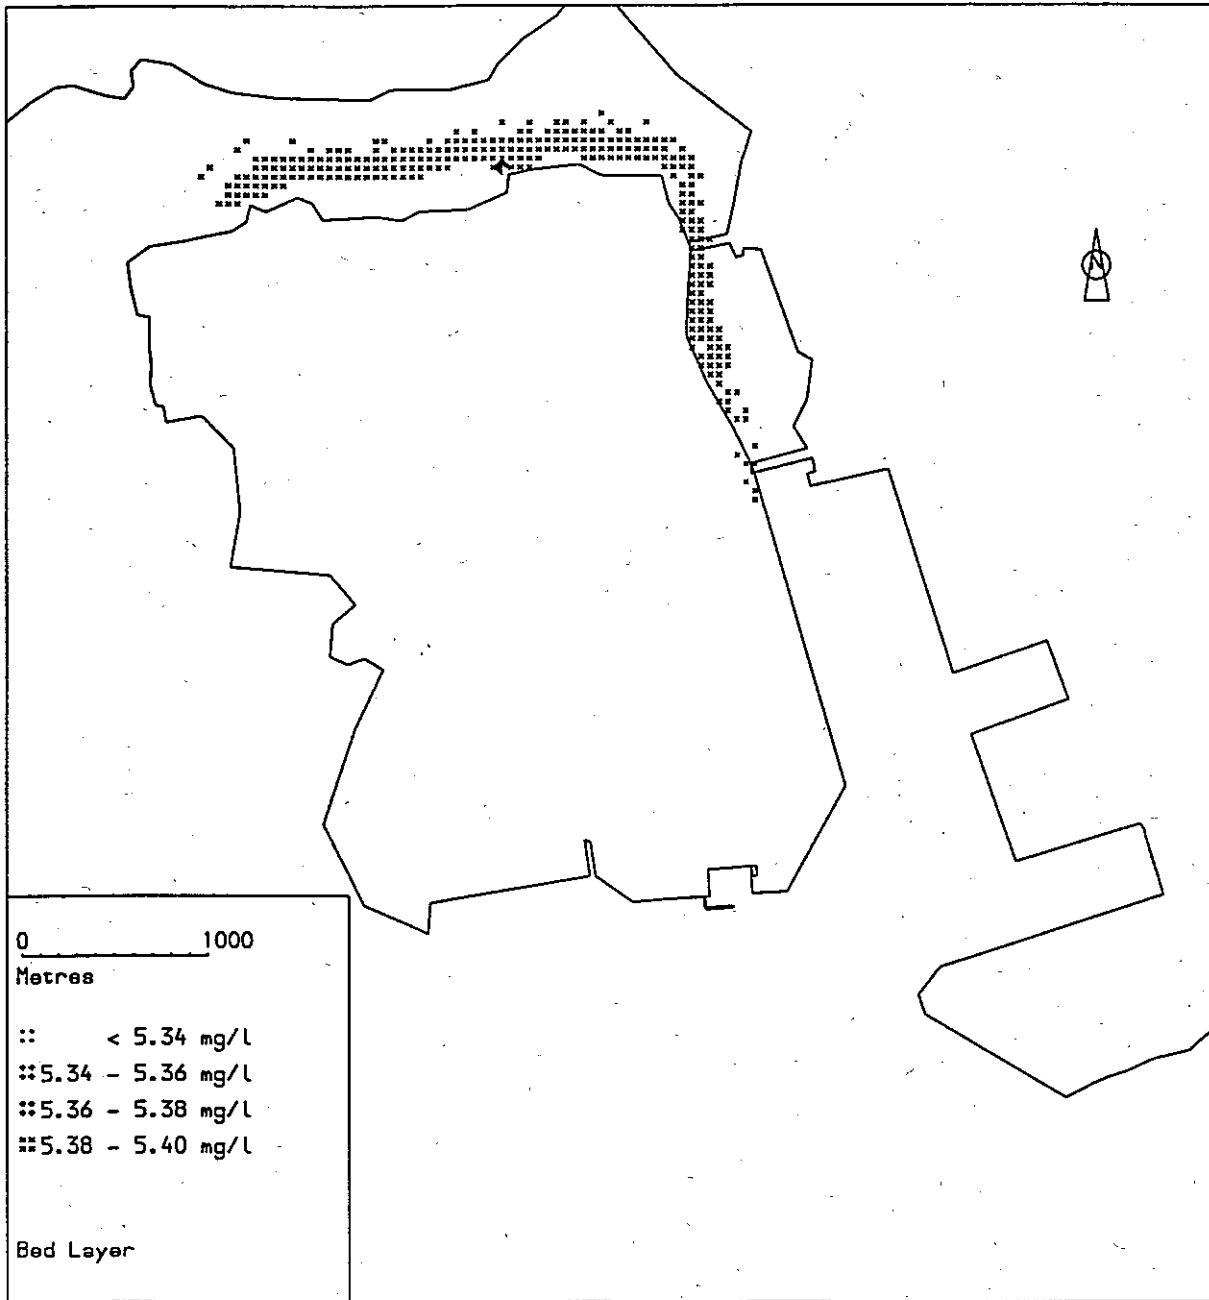 0 1000
Metres
< 5.34 mg/l
5.34 - 5.36 mg/l
5.36 - 5.38 mg/l
5.38 - 5.40 mg/l
Bed Layer
N